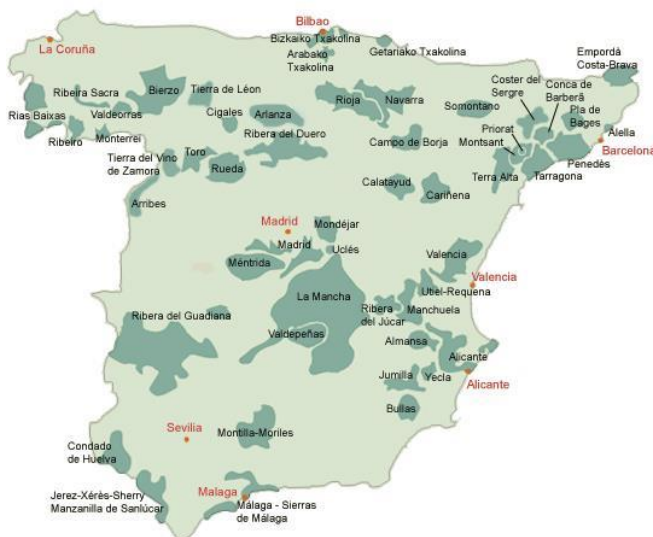 Bilbao
La Coruña
Bizkaiko Txakolina
Getariako Txakolina
Arabako
Txakolina
Empordà
Costa-Brava
Ribeira Sacra
Bierzo
Tierra de Léon
Coster del
Sergre
Conca de
Barberã
Rias Baixas
Valdeorras
Cigales
Arlanza
Rioja
Navarra
Somontano
Pla de
Bages
Ribeiro
Monterrei
Ribera del Duero
Campo de Borja
Priorat
Montsant
Alella
Barcelona
Tierra del Vino
de Zamora
Toro
Rueda
Penedès
Terra Alta
Tarragona
Calatayud
Cariñena
Arribes
Madrid
Mondéjar
Madrid
Uclés
Valencia
Méntrida
Valencia
La Mancha
Utiel-Requena
Ribera del Guadiana
Ribera
del Júcar
Manchuela
Valdepeñas
Almansa
Alicante
Jumilla
Yecla
Alicante
Bullas
Sevilia
Montilla-Moriles
Condado
de Huelva
Jerez-Xérès-Sherry
Manzanilla de Sanlúcar
Malaga
Málaga - Sierras
de Málaga